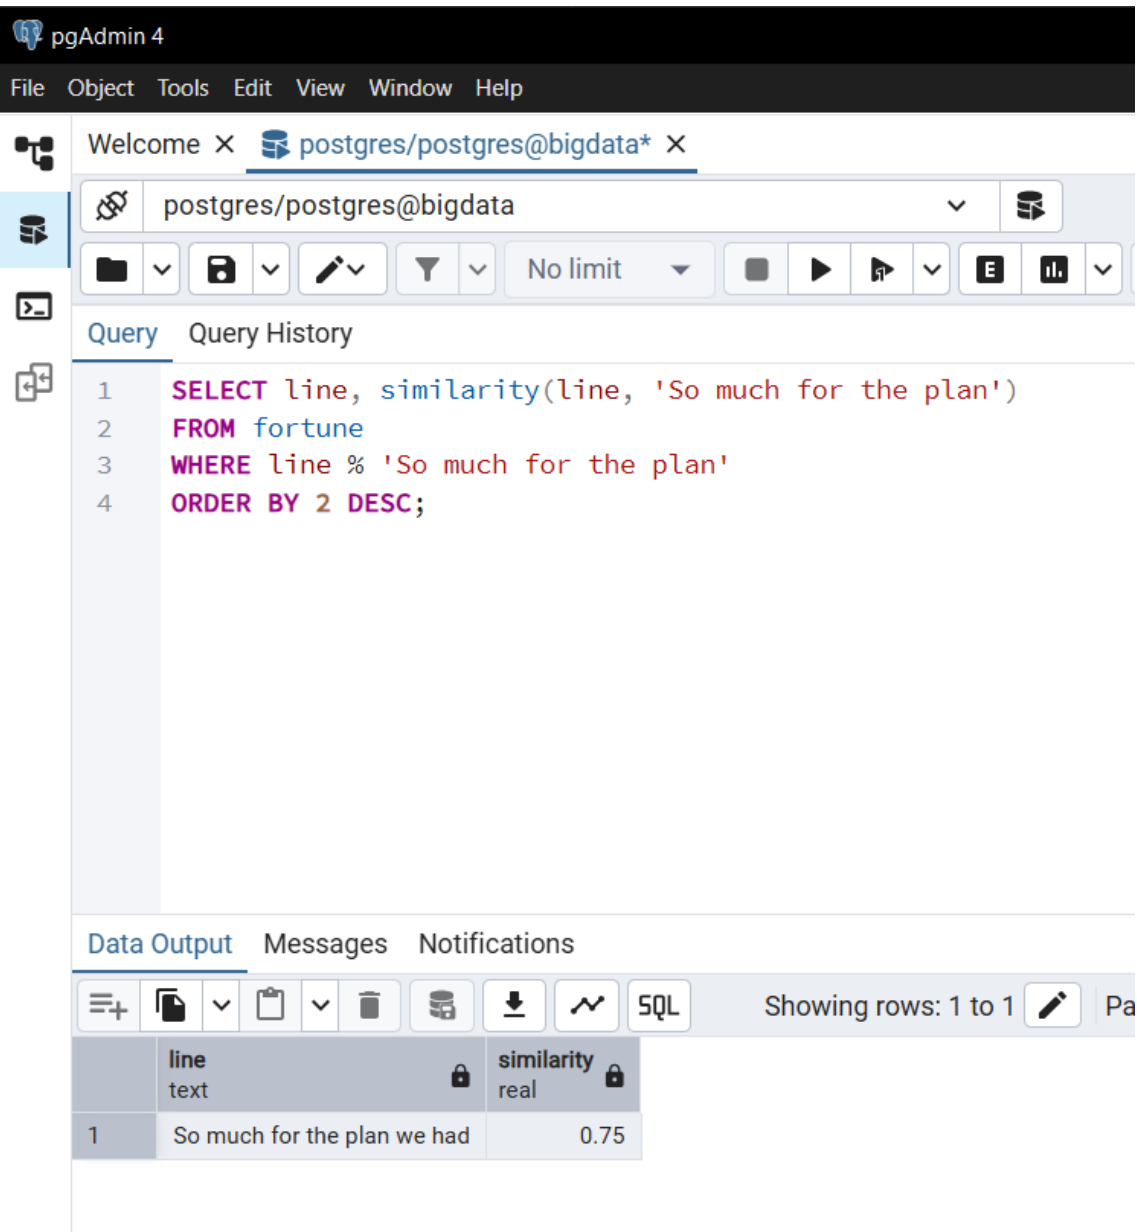 pgAdmin 4
File Object Tools Edit View Window Help
Welcome postgres/postgres@bigdata*
postgres/postgres@bigdata
No limit
E
Query Query History
1 SELECT line, similarity(line, 'So much for the plan')
2 FROM fortune
3 WHERE line % 'So much for the plan'
4 ORDER BY 2 DESC;
Data Output Messages Notifications
SQL Showing rows: 1 to 1 Pa
line similarity
text real
1 So much for the plan we had 0.75